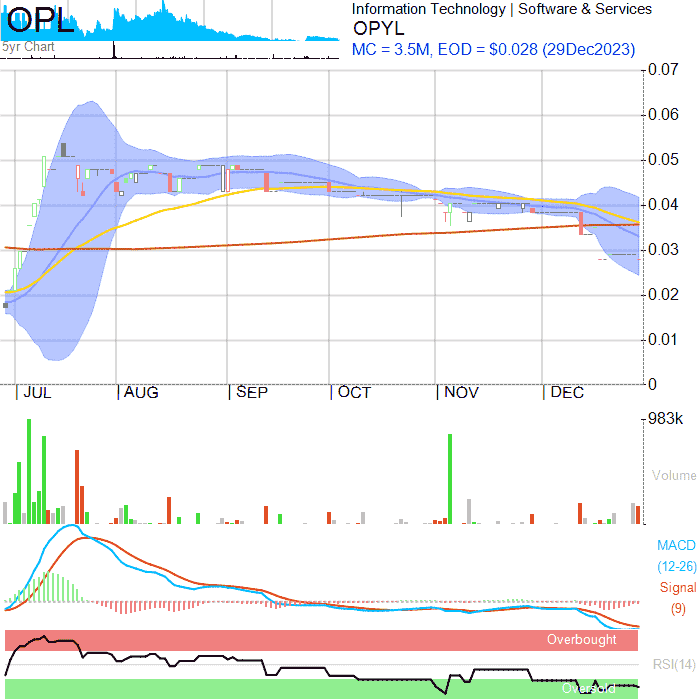 OPL
5yr Chart
Information Technology | Software & Services
OPYL
MC = 3.5M, EOD = $0.028 (29Dec2023)
0.07
0.06
0.05
0.04
0.03
0.02
0.01
0
| JUL | AUG | SEP | OCT | NOV | DEC
983k
Volume
MACD
(12-26)
Signal
(9)
Overbought
RSI(14)
Oversold